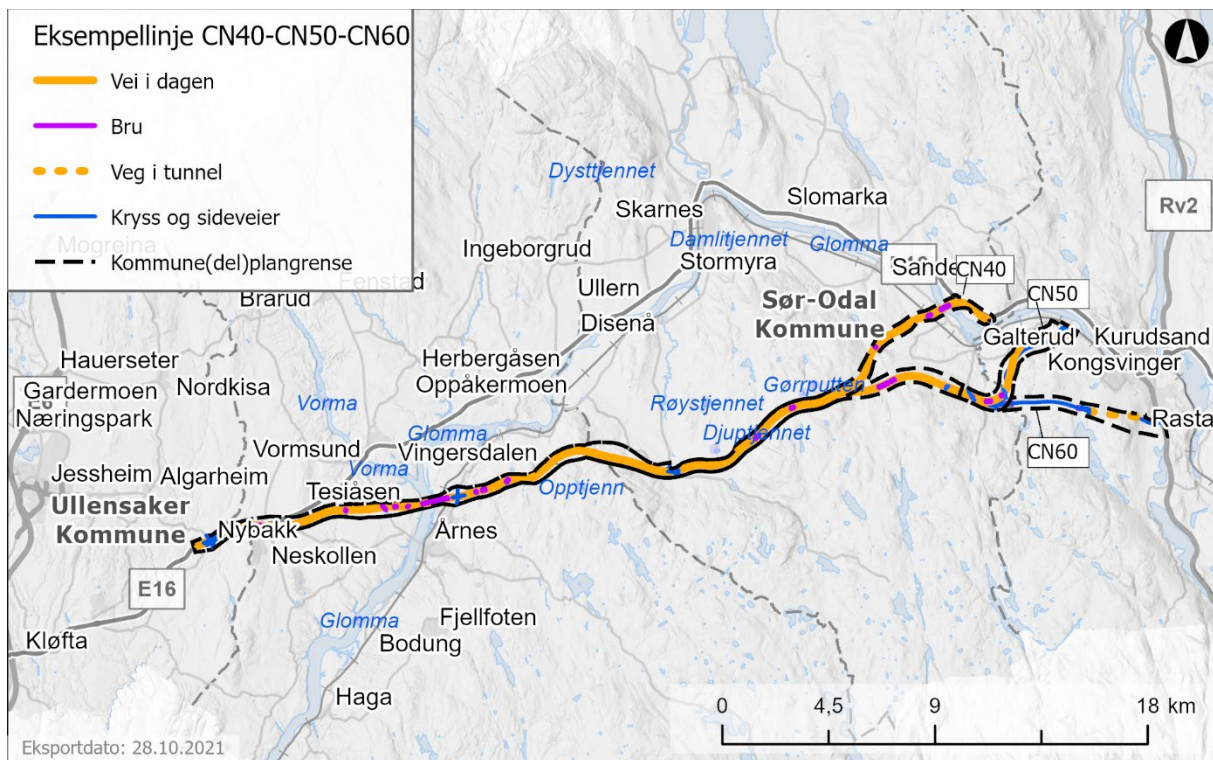 Eksempellinje CN40-CN50-CN60
Vei i dagen
Bru
Veg i tunnel
Kryss og sideveier
Kommune(del)plangrense
Mogreina
Fenstad
Brårud
Dysttjennet
Skarnes
Slomarka
Rv2
Ingeborgrud
Damlitjennet
Glomma
Stormyra
Sander
CN40
Ullern
CN50
Disenå
Sør-Odal
Kommune
Galterud
Kurudsand
Kongsvinger
Hauerseter
Gardermoen
Næringspark
Nordkisa
Herbergåsen
Oppåkermoen
Gørrputten
Vorma
Røystjennet
Rasta
Glomma
Djuptjennet
Vormsund
Vingersdalen
CN60
Jessheim
Algarheim
Vorma
Opptjenn
Tesiåsen
Ullensaker
Kommune
Nybakk
Årnes
Neskollen
E16
Fjellfoten
Glomma
Bodung
Kløfta
Haga
0
4,5
9
18 km
Eksportdato: 28.10.2021